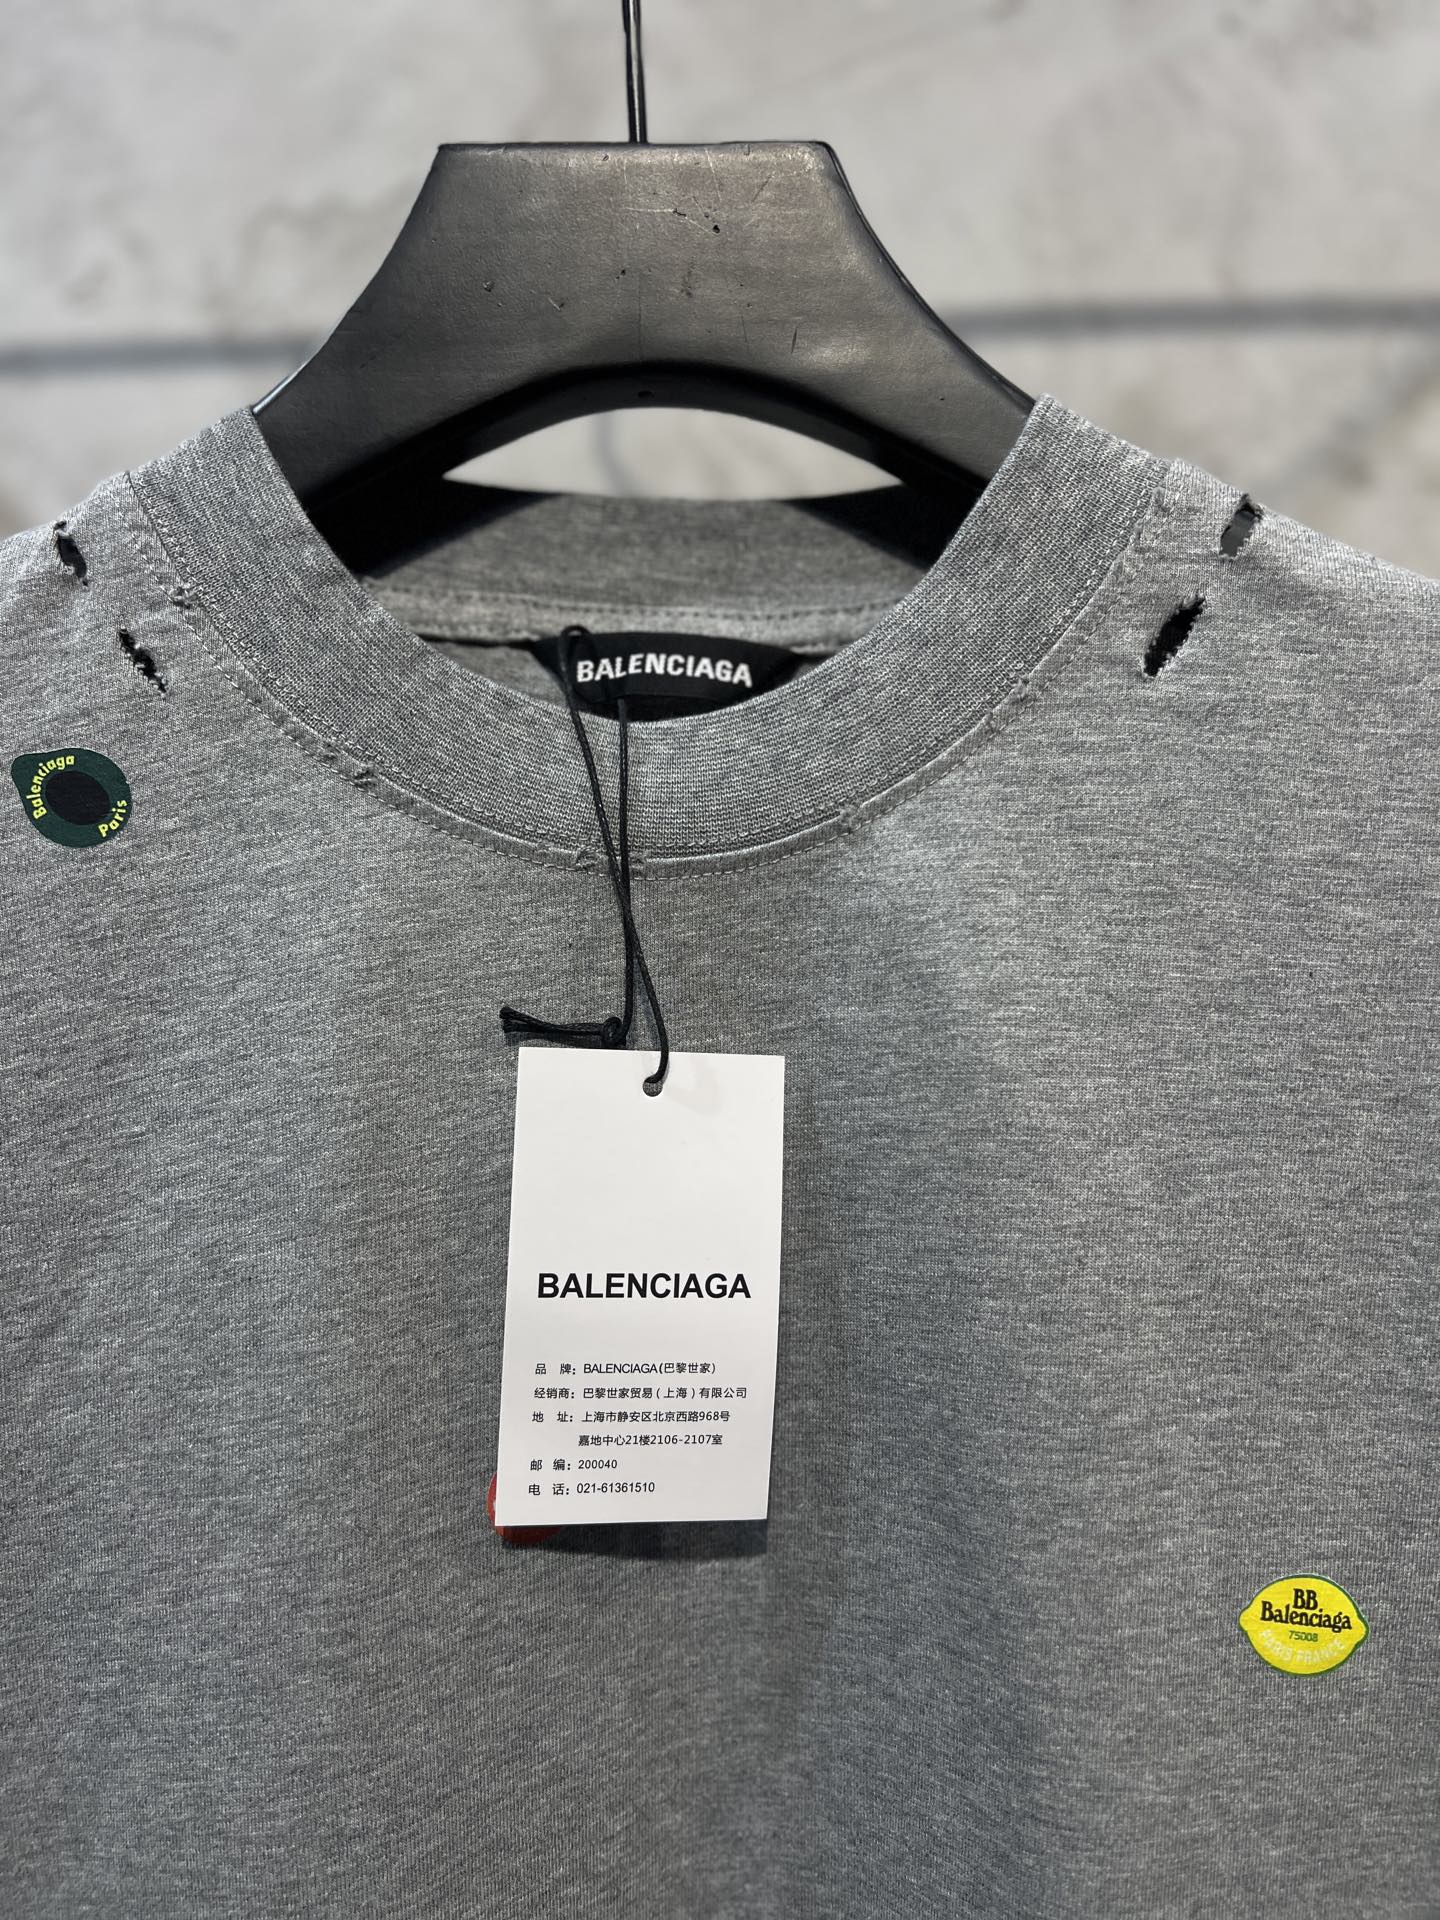 BALENCIAGA
Balenciaga
Paris
BALENCIAGA
品 牌：BALENCIAGA(巴黎世家)
经销商：巴黎世家贸易(上海)有限公司
地 址：上海市静安区北京西路968号
嘉地中心21楼2106-2107室
邮 编：200040
电 话：021-61361510
BB
Balenciaga
75008
PARIS FRANCE